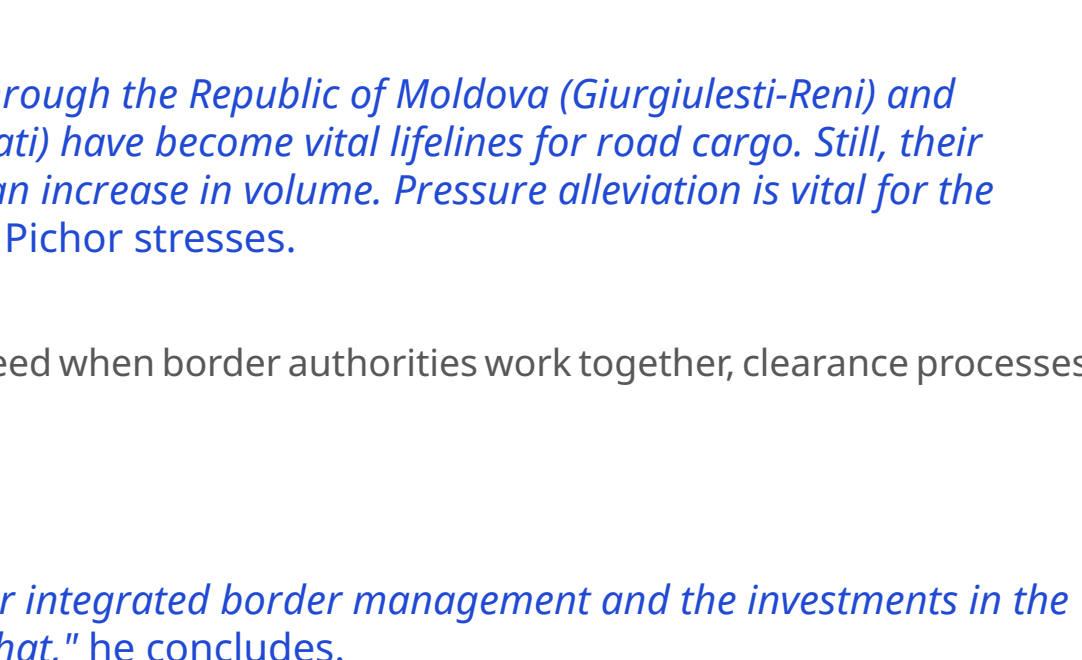 through the Republic of Moldova (Giurgiulesti-Reni) and
ati) have become vital lifelines for road cargo. Still, their
an increase in volume. Pressure alleviation is vital for the
Pichor stresses.
eed when border authorities work together, clearance processes
r integrated border management and the investments in the
hat," he concludes.